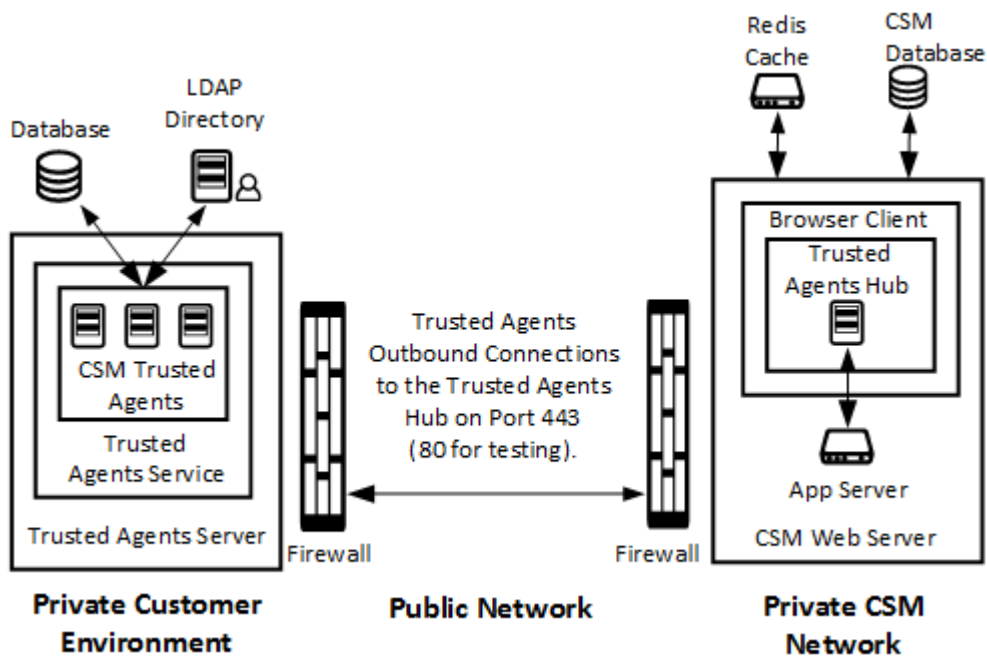 Database
LDAP
Directory
CSM Trusted
Agents
Trusted
Agents Service
Trusted Agents Server
Private Customer
Environment
Firewall
Trusted Agents
Outbound Connections
to the Trusted Agents
Hub on Port 443
(80 for testing).
Public Network
Firewall
Redis
Cache
CSM
Database
Browser Client
Trusted
Agents Hub
App Server
CSM Web Server
Private CSM
Network